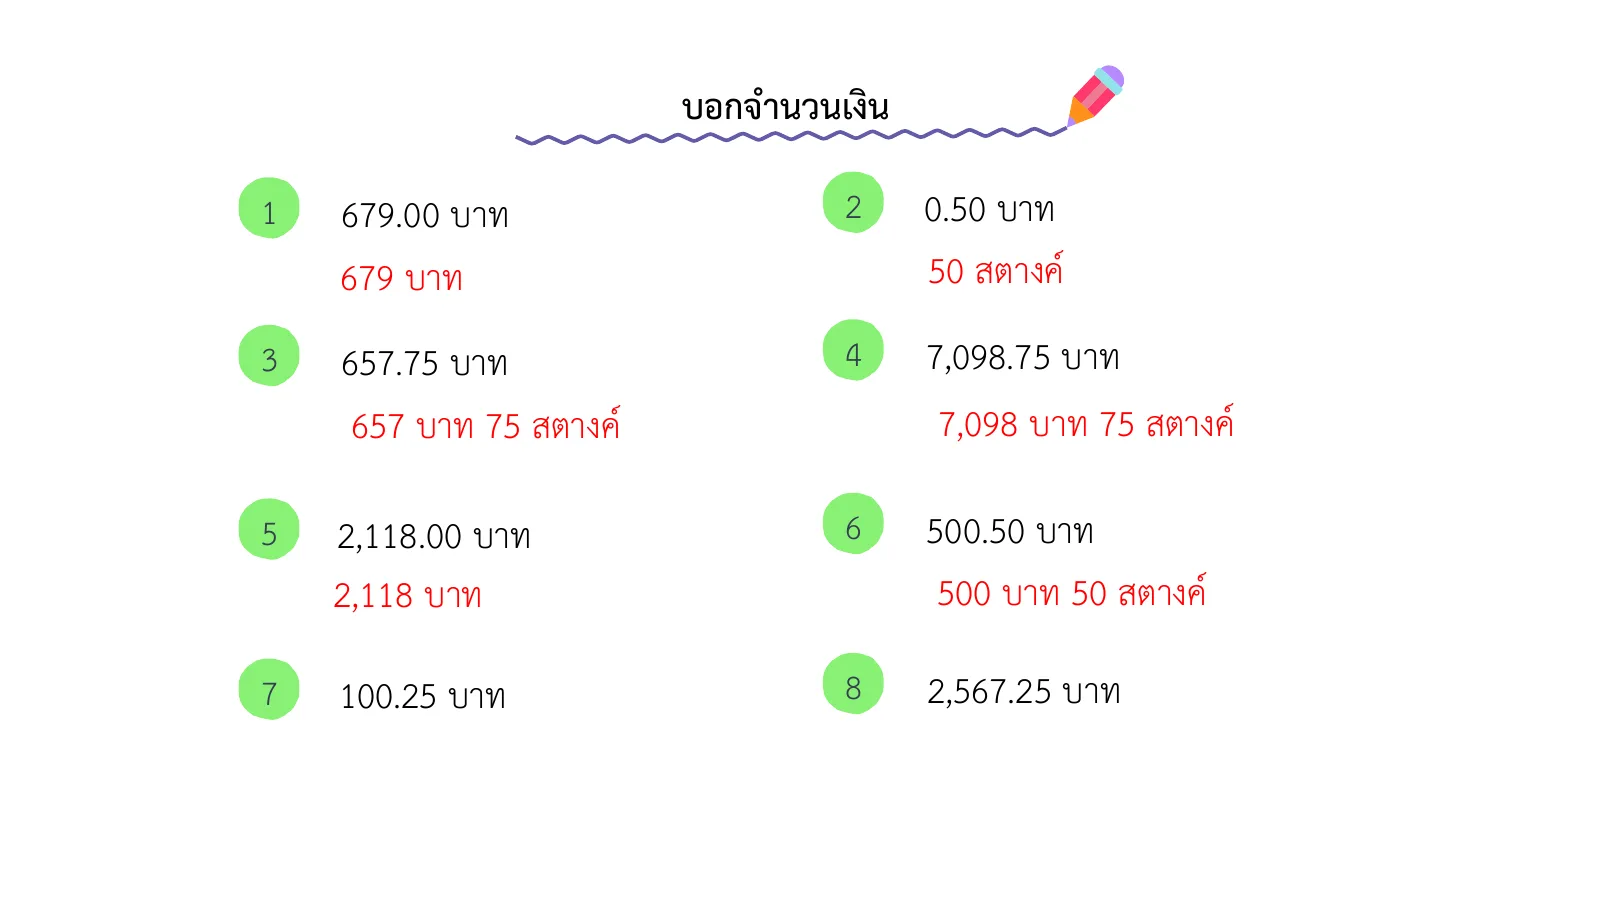 บอกจำนวนเงิน
1 679.00 บาท
679 บาท
2 0.50 บาท
50 สตางค์
3 657.75 บาท
657 บาท 75 สตางค์
4 7,098.75 บาท
7,098 บาท 75 สตางค์
5 2,118.00 บาท
2,118 บาท
6 500.50 บาท
500 บาท 50 สตางค์
7 100.25 บาท
8 2,567.25 บาท